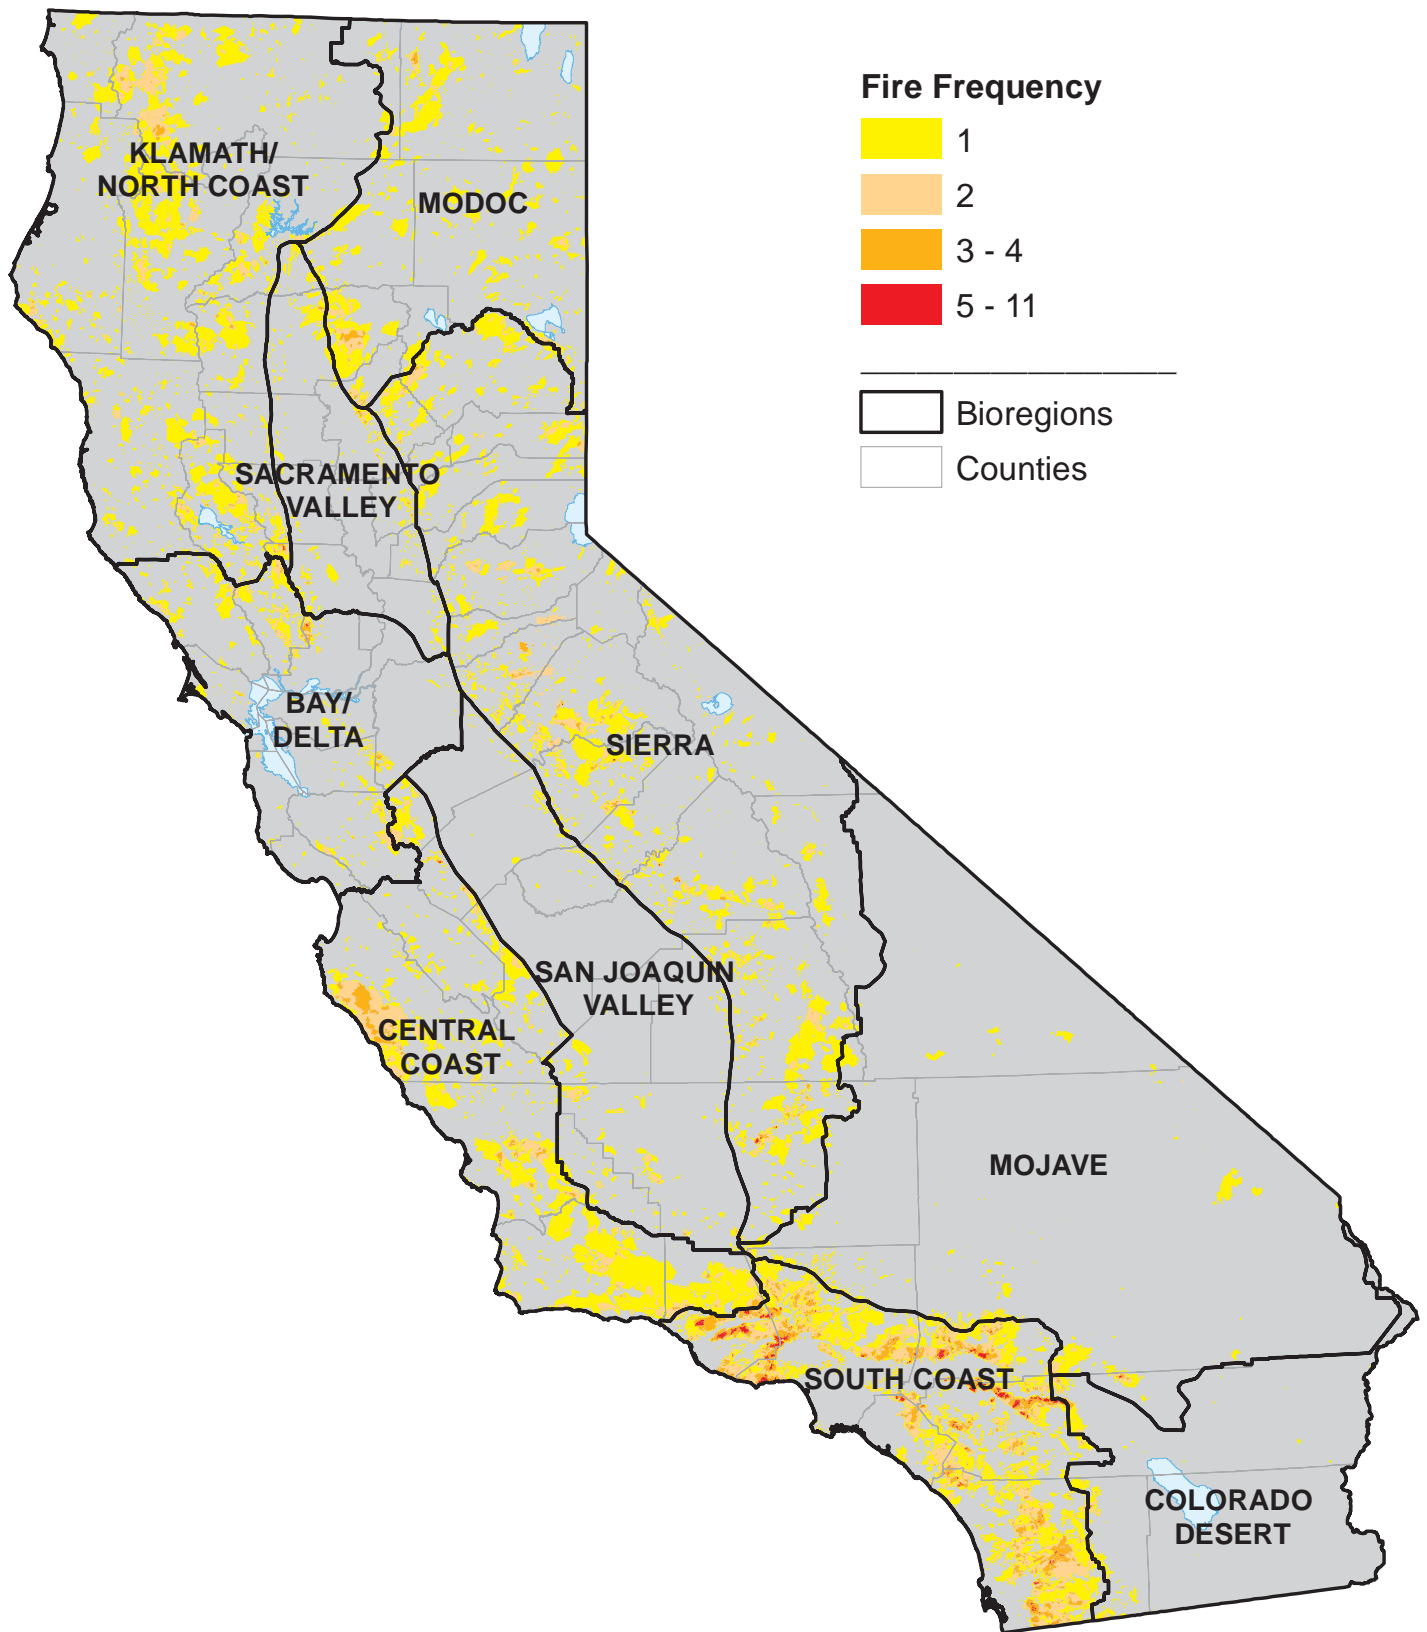 Fire Frequency
1
2
3 - 4
5 - 11
Bioregions
Counties
KLAMATH/
NORTH COAST
MODOC
SACRAMENTO
VALLEY
BAY/
DELTA
SIERRA
SAN JOAQUIN
VALLEY
CENTRAL
COAST
MOJAVE
SOUTH COAST
COLORADO
DESERT